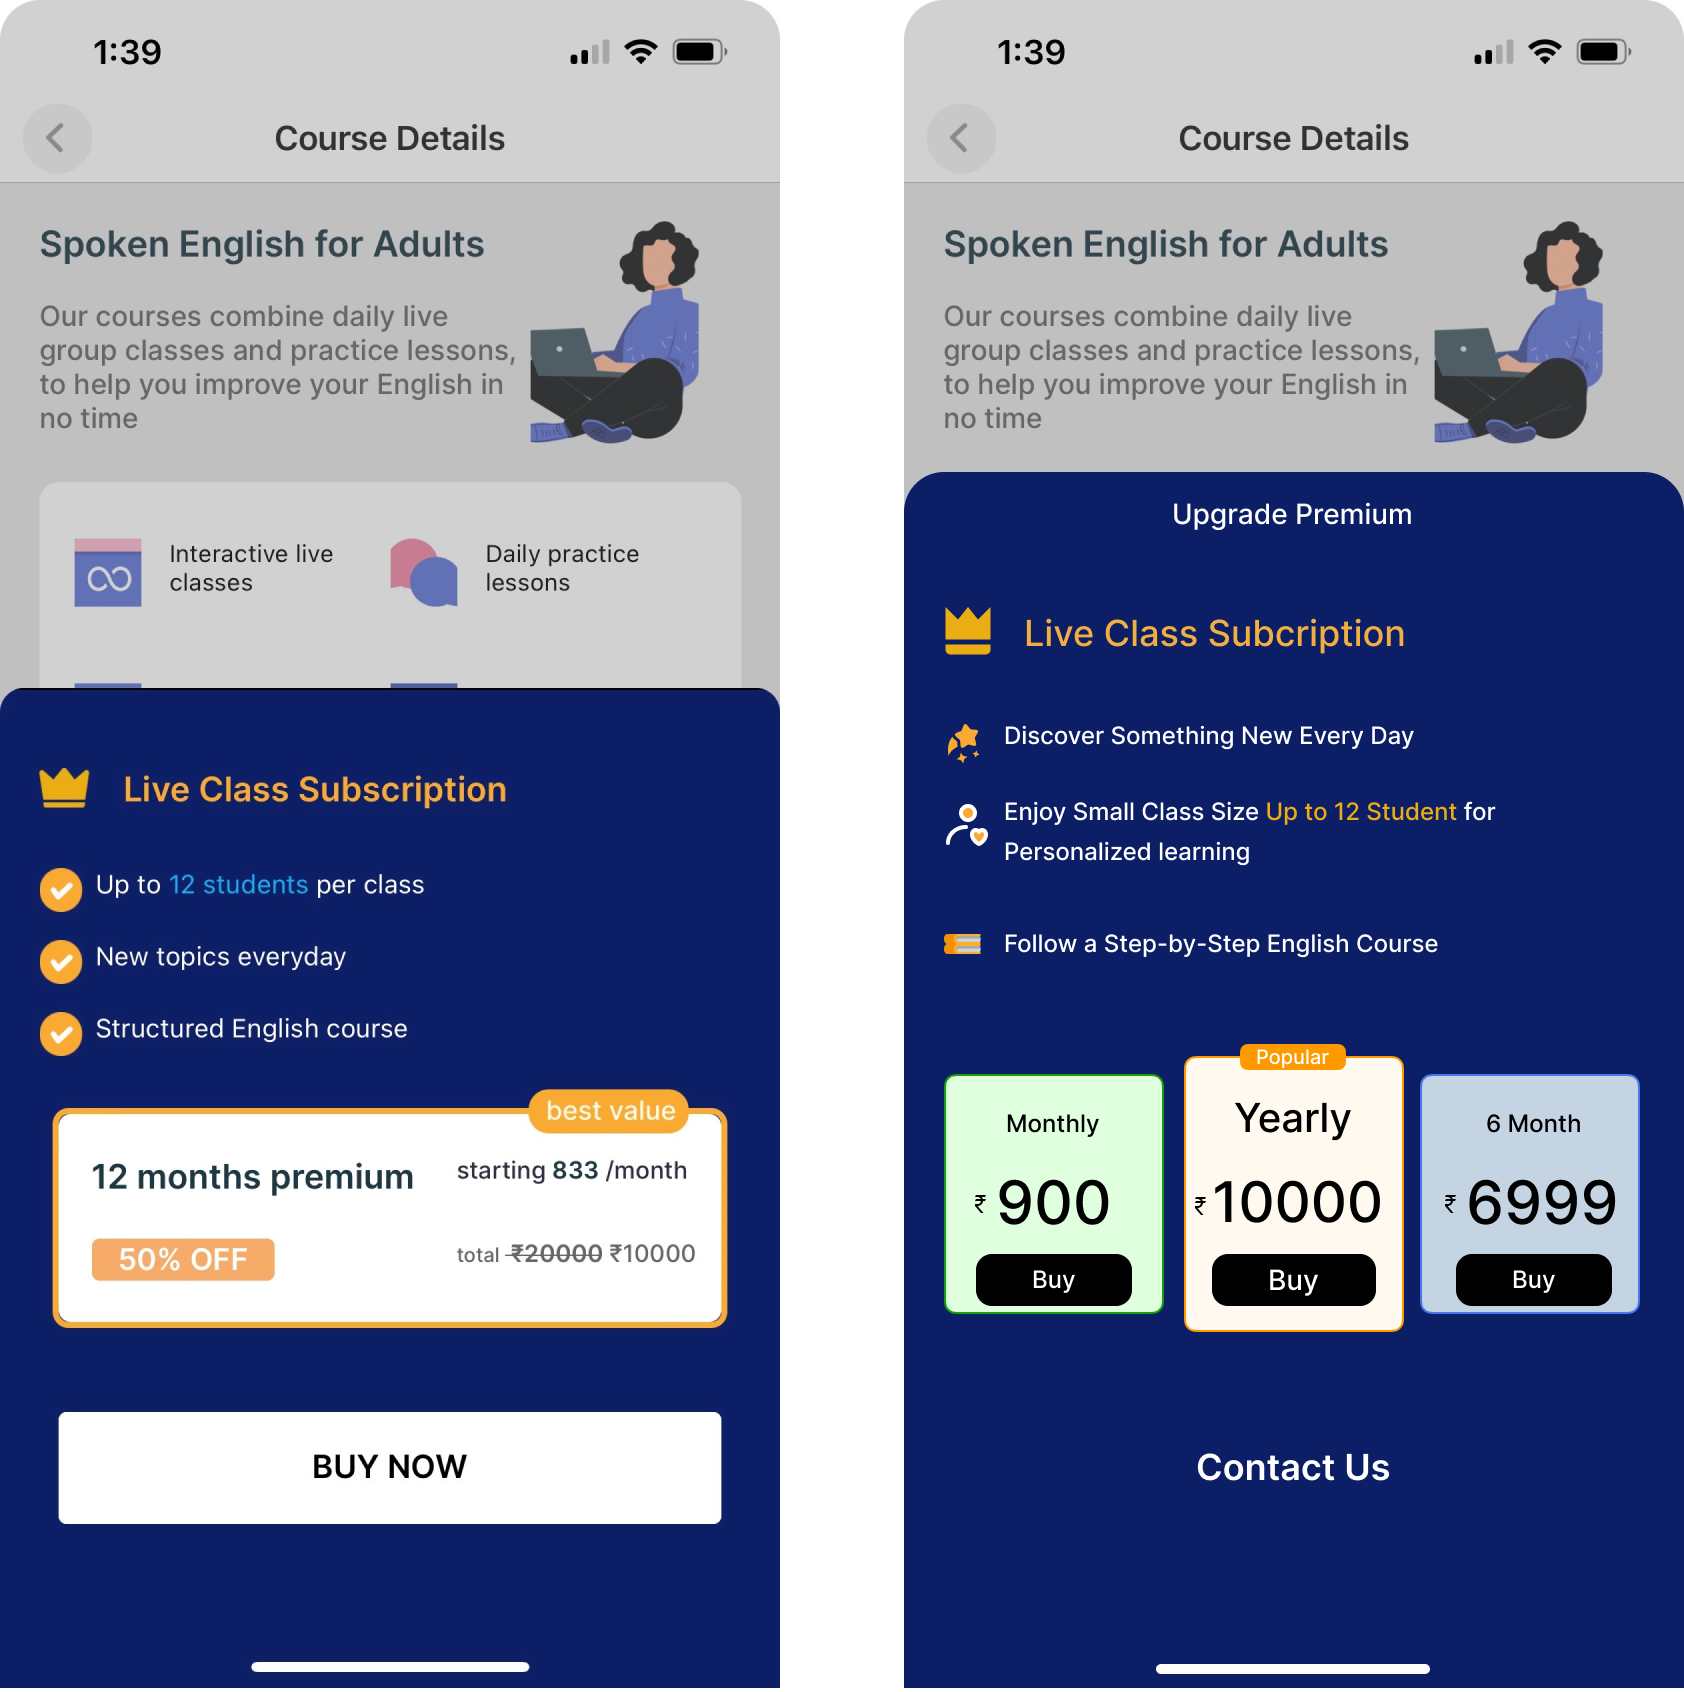 1:39
Course Details
Spoken English for Adults
Our courses combine daily live
group classes and practice lessons,
to help you improve your English in
no time
Interactive live
classes
Daily practice
lessons
Live Class Subscription
Up to 12 students per class
New topics everyday
Structured English course
best value
12 months premium
starting 833 /month
50% OFF
total ₹20000 ₹10000
BUY NOW
1:39
Course Details
Spoken English for Adults
Our courses combine daily live
group classes and practice lessons,
to help you improve your English in
no time
Upgrade Premium
Live Class Subcription
Discover Something New Every Day
Enjoy Small Class Size Up to 12 Student for
Personalized learning
Follow a Step-by-Step English Course
Monthly
₹ 900
Buy
Popular
Yearly
₹ 10000
Buy
6 Month
₹ 6999
Buy
Contact Us